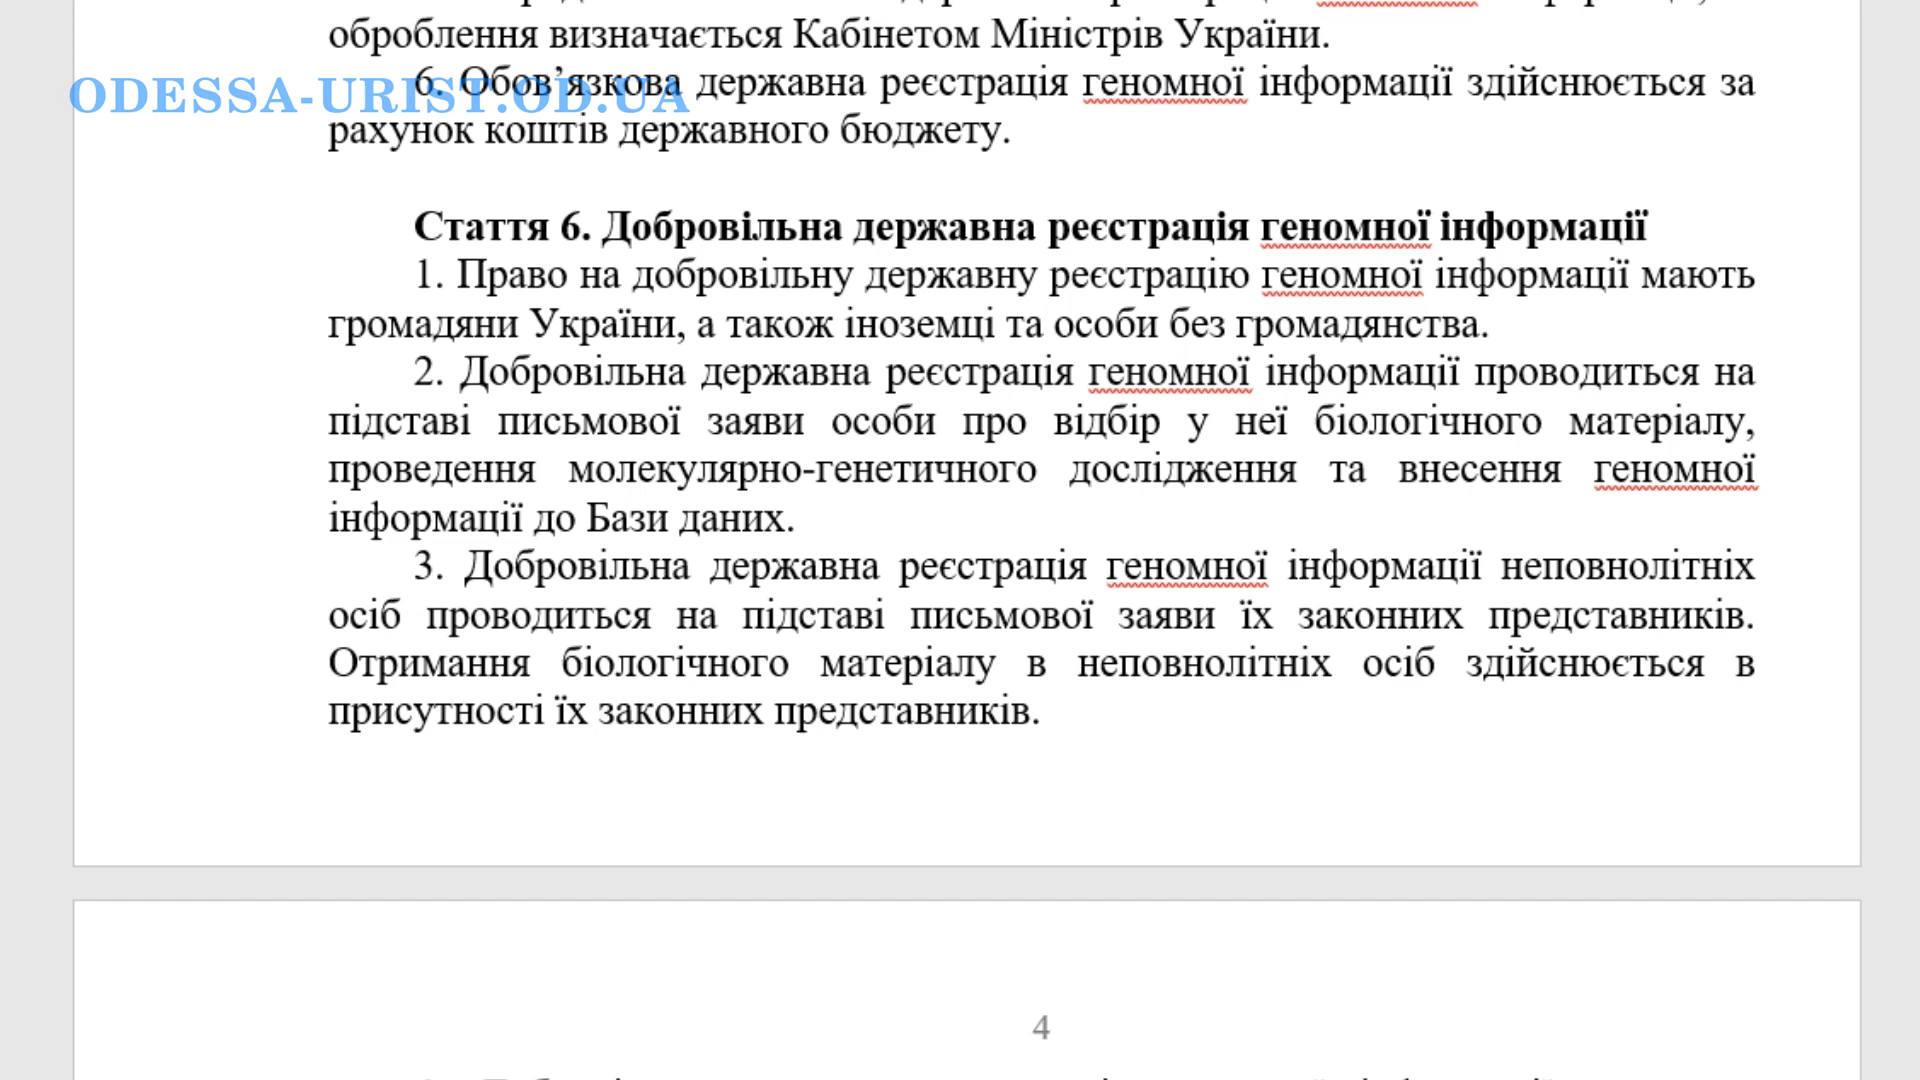 оброблення визначається Кабінетом Міністрів України.
ODESSA-URIST.OD.UA
6. Обов’язкова державна реєстрація геномної інформації здійснюється за
рахунок коштів державного бюджету.
Стаття 6. Добровільна державна реєстрація геномної інформації
1. Право на добровільну державну реєстрацію геномної інформації мають
громадяни України, а також іноземці та особи без громадянства.
2. Добровільна державна реєстрація геномної інформації проводиться на
підставі письмової заяви особи про відбір у неї біологічного матеріалу,
проведення молекулярно-генетичного дослідження та внесення геномної
інформації до Бази даних.
3. Добровільна державна реєстрація геномної інформації неповнолітніх
осіб проводиться на підставі письмової заяви їх законних представників.
Отримання біологічного матеріалу в неповнолітніх осіб здійснюється в
присутності їх законних представників.
4